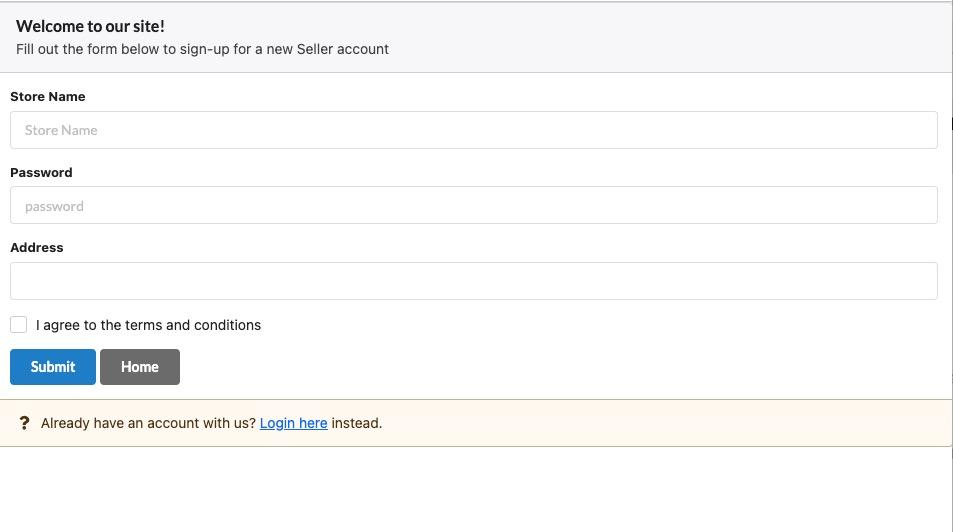 Welcome to our site!
Fill out the form below to sign-up for a new Seller account
Store Name
Store Name
Password
password
Address
I agree to the terms and conditions
Submit Home
? Already have an account with us? Login here instead.